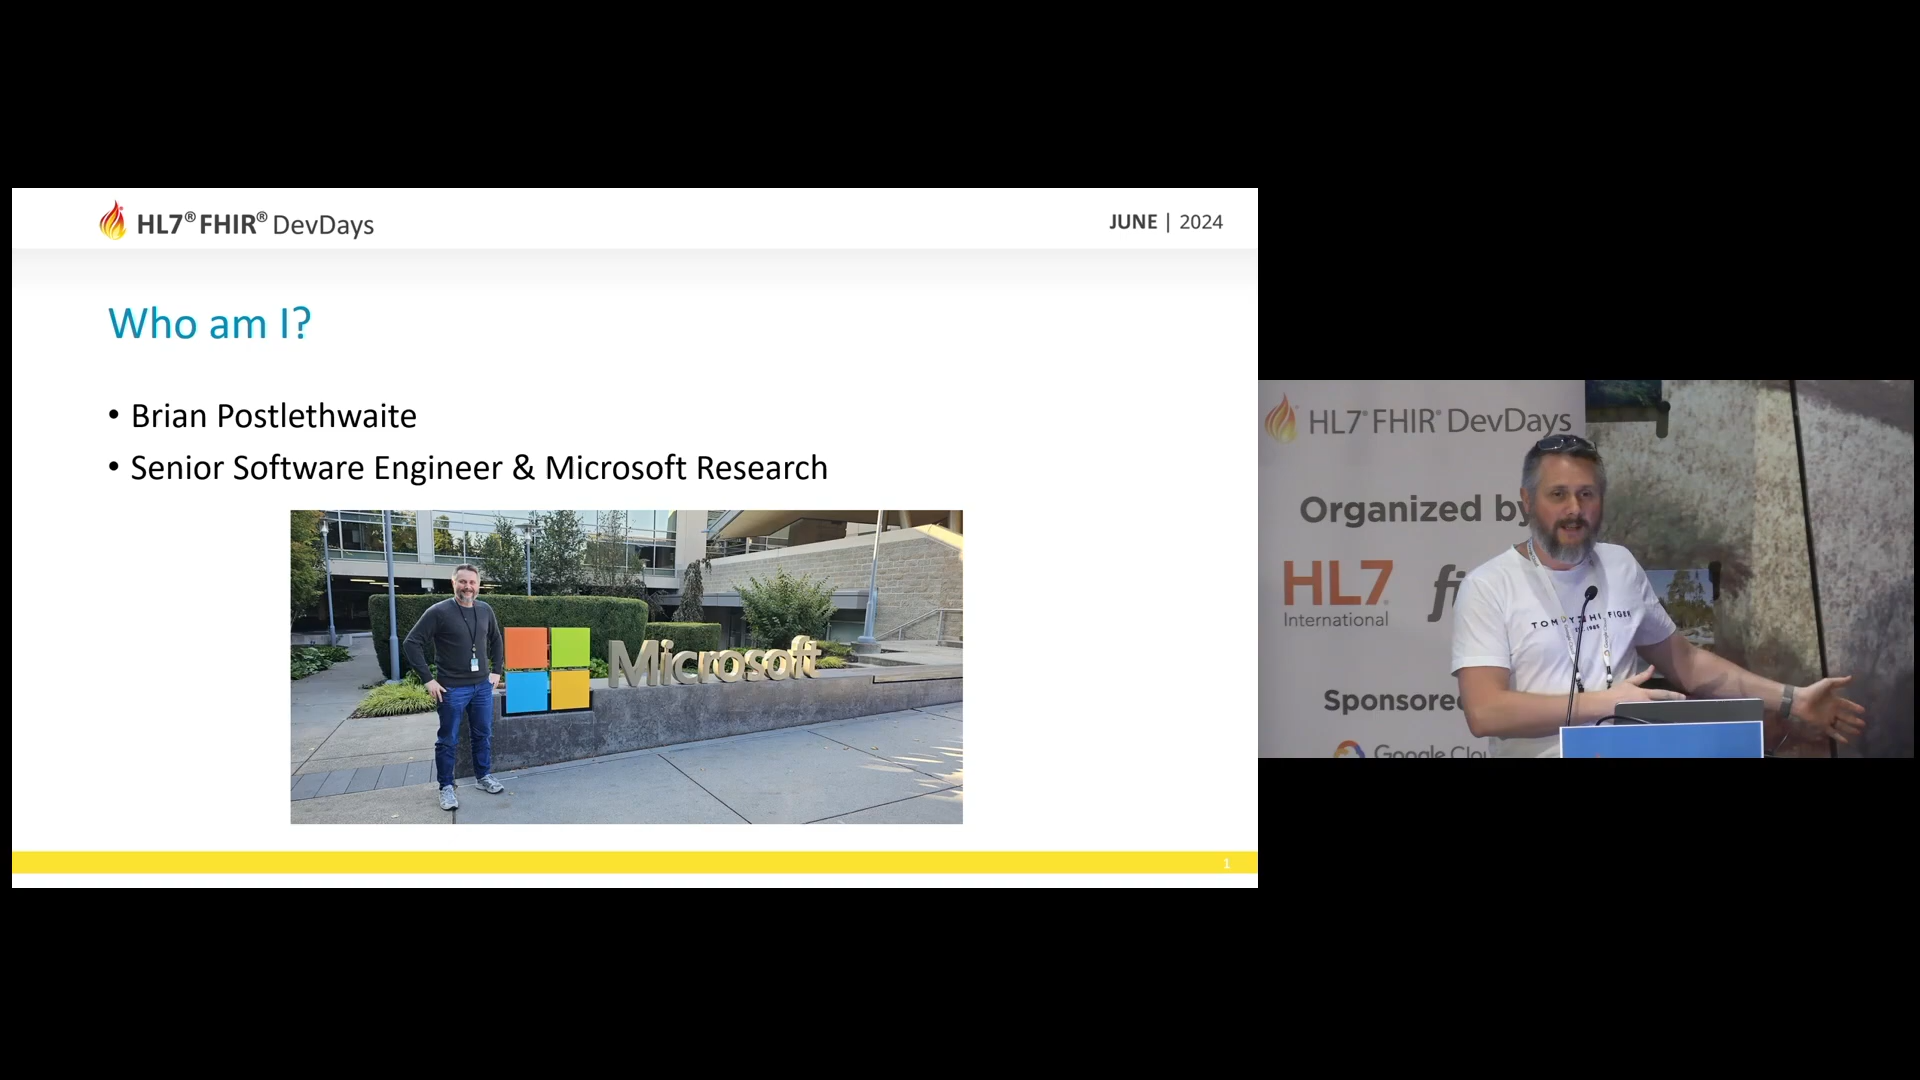 HL7® FHIR® DevDays
JUNE | 2024
Who am I?
• Brian Postlethwaite
• Senior Software Engineer & Microsoft Research
Microsoft
1
HL7® FHIR® DevDays
Organized by
HL7
International
Sponsored
Google